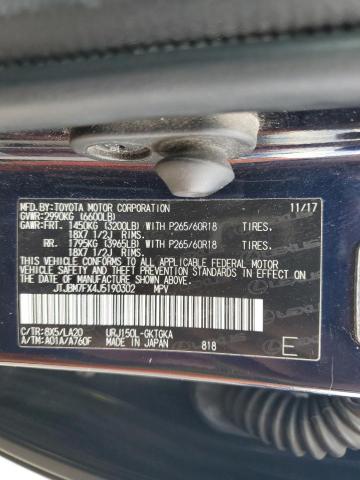 MFD.BY:TOYOTA MOTOR CORPORATION 11/17
GVWR:2990KG (6600LB)
GAWR:FRT. 1450KG (3200LB) WITH P265/60R18 TIRES.
18X7 1/2J RIM.
RR. 1795KG (3965LB) WITH P265/60R18 TIRES.
18X7 1/2J RIM.
THIS VEHICLE CONFORMS TO ALL APPLICABLE FEDERAL MOTOR
VEHICLE SAFETY, BUMPER, AND THEFT PREVENTION STANDARDS
IN EFFECT ON THE DATE OF MANUFACTURE SHOWN ABOVE.
JTJBM7FX4J5190302 MPV
C/TR:8X5/LA20 URJ150L-GKTGKA
A/TM:A01A/A760F MADE IN JAPAN 818 E